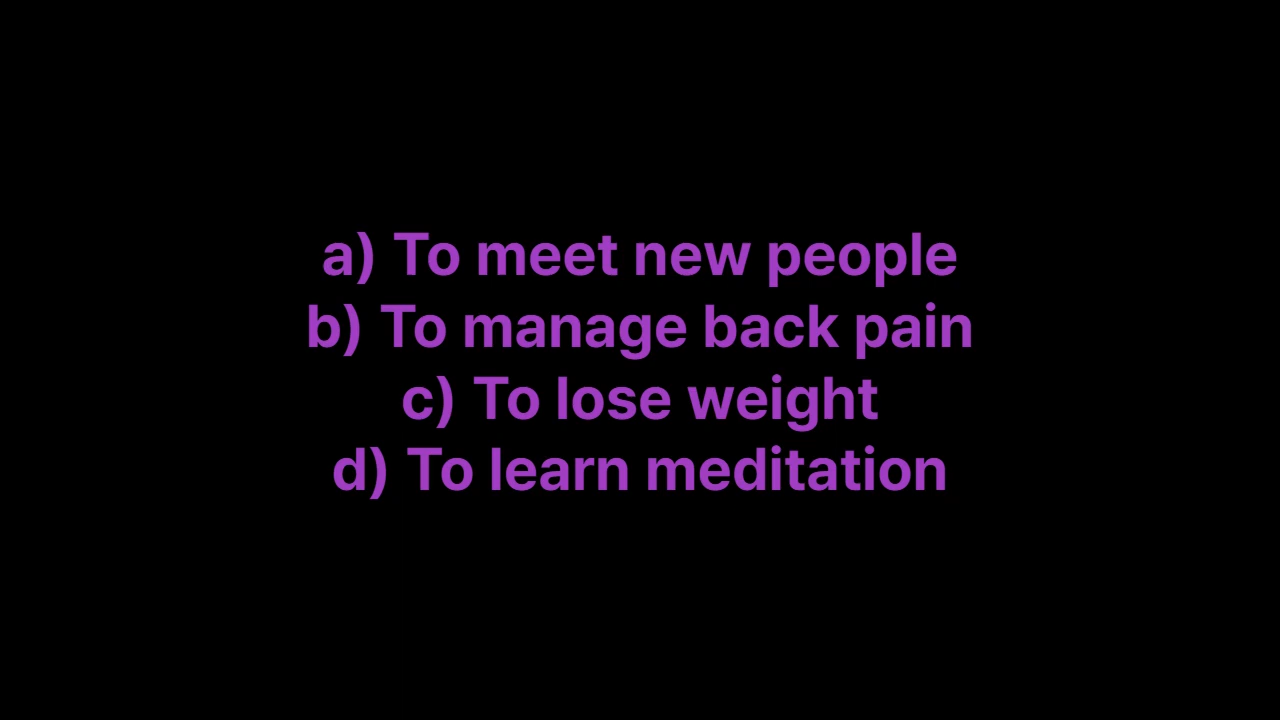 a) To meet new people
b) To manage back pain
c) To lose weight
d) To learn meditation